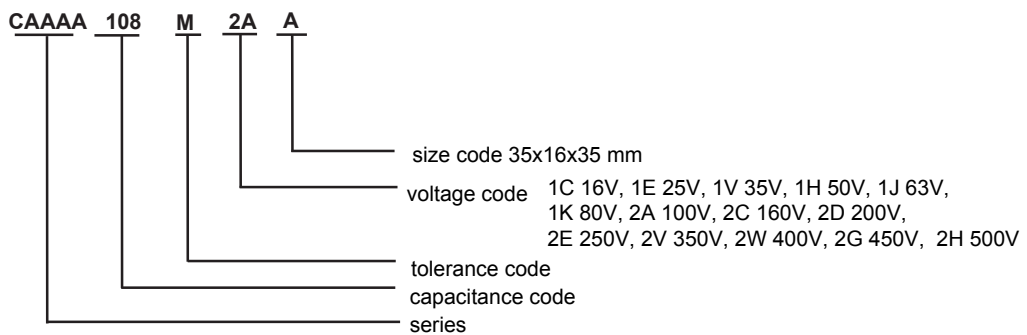 CAAAA 108 M 2A A
size code 35x16x35 mm
voltage code 1C 16V, 1E 25V, 1V 35V, 1H 50V, 1J 63V,
1K 80V, 2A 100V, 2C 160V, 2D 200V,
2E 250V, 2V 350V, 2W 400V, 2G 450V, 2H 500V
tolerance code
capacitance code
series